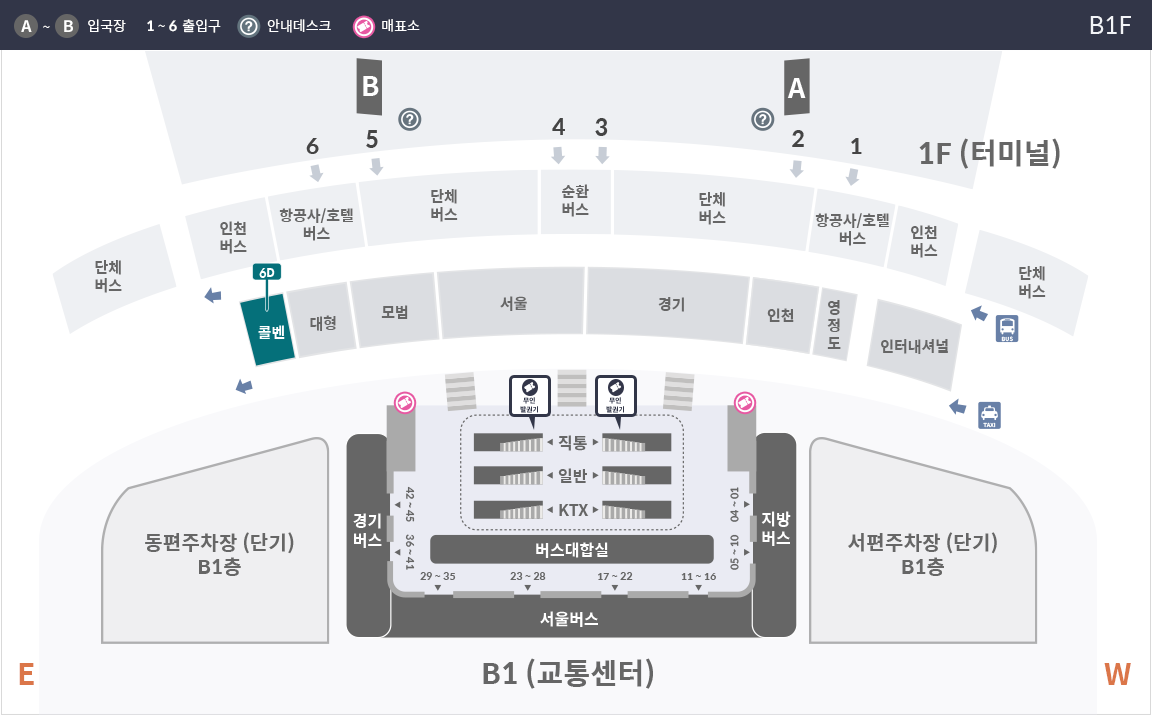 A ~ B 입국장 1 ~ 6 출입구 ? 안내데스크 매표소 B1F
B A
? ?
6 5 4 3 2 1
1F (터미널)
단체
버스
인천
버스
항공사/호텔
버스
단체
버스
순환
버스
단체
버스
항공사/호텔
버스
인천
버스
단체
버스
6D
콜벤
대형
모범
서울
경기
인천
영
정
도
인터내셔널
BUS
TAXI
무인
발권기
무인
발권기
직통
일반
KTX
42 ~ 45
36 ~ 41
04 ~ 01
05 ~ 10
버스대합실
29 ~ 35 23 ~ 28 17 ~ 22 11 ~ 16
경기
버스
지방
버스
서울버스
동편주차장 (단기)
B1층
서편주차장 (단기)
B1층
E B1 (교통센터) W